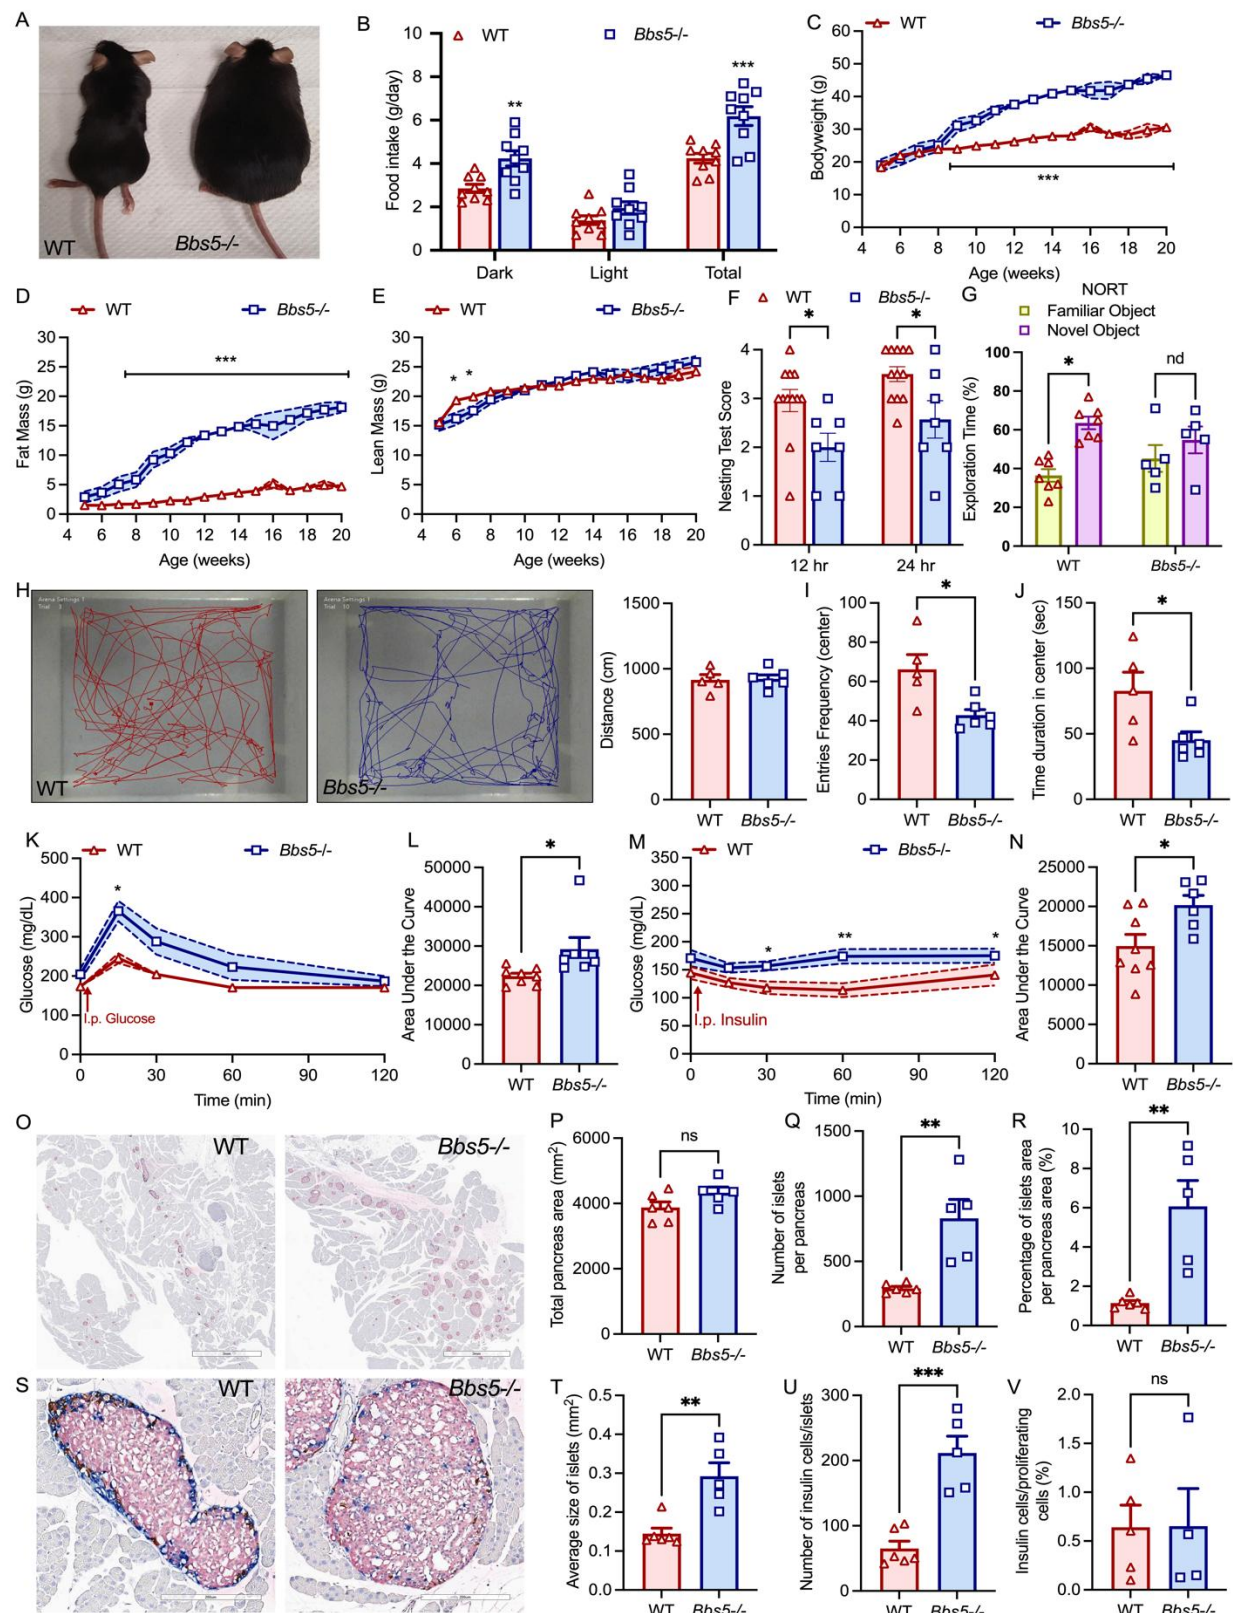 A
WT
Bbs5-/-
B
WT
Bbs5-/-
Food intake (g/day)
10
8
6
4
2
0
**
***
Dark
Light
Total
C
WT
Bbs5-/-
Bodyweight (g)
60
50
40
30
20
10
0
***
4 6 8 10 12 14 16 18 20
Age (weeks)
D
WT
Bbs5-/-
Fat Mass (g)
30
25
20
15
10
5
0
***
4 6 8 10 12 14 16 18 20
Age (weeks)
E
WT
Bbs5-/-
Lean Mass (g)
30
25
20
15
10
5
0
* *
4 6 8 10 12 14 16 18 20
Age (weeks)
F
WT
Bbs5-/-
Nesting Test Score
4
3
2
1
0
*
*
12 hr
24 hr
G
NORT
Familiar Object
Novel Object
Exploration Time (%)
100
80
60
40
20
0
*
nd
WT
Bbs5-/-
H
Arena Settings 1
WT
Arena Settings 1
Bbs5-/-
Distance (cm)
1500
1000
500
0
WT
Bbs5-/-
I
Entries Frequency (center)
100
80
60
40
20
0
*
WT
Bbs5-/-
J
Time duration in center (sec)
150
100
50
0
*
WT
Bbs5-/-
K
WT
Bbs5-/-
Glucose (mg/dL)
500
400
300
200
100
0
*
I.p. Glucose
0 30 60 90 120
Time (min)
L
Area Under the Curve
50000
40000
30000
20000
10000
0
*
WT
Bbs5-/-
M
WT
Bbs5-/-
Glucose (mg/dL)
350
300
250
200
150
100
50
0
*
**
*
I.p. Insulin
0 30 60 90 120
Time (min)
N
Area Under the Curve
25000
20000
15000
10000
5000
0
*
WT
Bbs5-/-
O
WT
Bbs5-/-
P
Total pancreas area (mm2)
6000
4000
2000
0
ns
WT
Bbs5-/-
Q
Number of islets
per pancreas
1500
1000
500
0
**
WT
Bbs5-/-
R
Percentage of islets area
per pancreas area (%)
10
8
6
4
2
0
**
WT
Bbs5-/-
S
WT
Bbs5-/-
T
Average size of islets (mm2)
0.5
0.4
0.3
0.2
0.1
0.0
**
WT
Bbs5-/-
U
Number of insulin cells/islets
300
200
100
0
***
WT
Bbs5-/-
V
Insulin cells/proliferating
cells (%)
2.0
1.5
1.0
0.5
0.0
ns
WT
Bbs5-/-